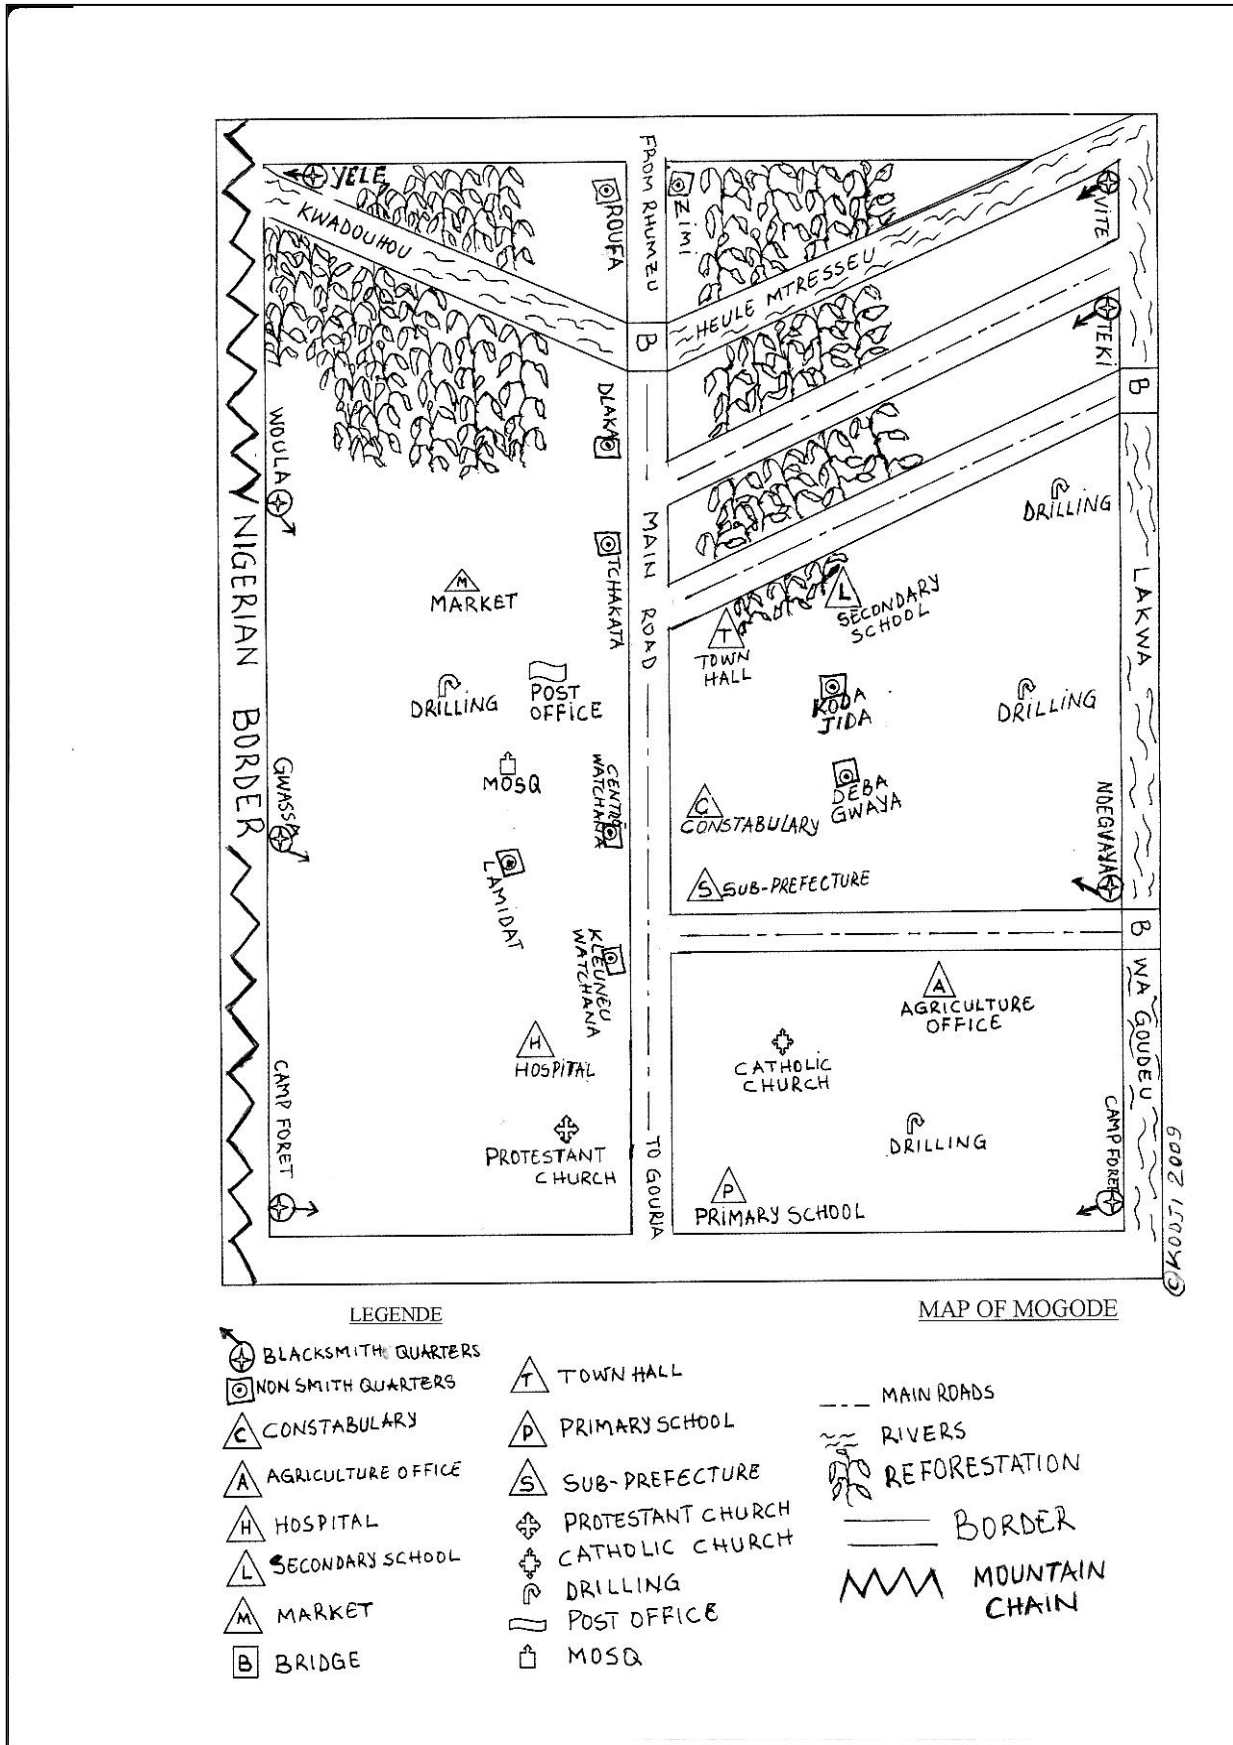 YELE
KWADOUHOU
ROUFA
FROM RHUMZU
ZIMI
HEULE MTRESSEU
VITE
TEKI
B
B
DLAKA
WOULA
NIGERIAN BORDER
MARKET
M
TCHAKATA
MAIN ROAD
DRILLING
L
SECONDARY
SCHOOL
T
TOWN
HALL
LAKWA
DRILLING
POST
OFFICE
KODA
JIDA
DRILLING
MOSQ
CENTRE
WATCHANA
GWASSA
DEBA
GWAYA
C
CONSTABULARY
NDEGVAYA
LAMIDAT
S
SUB-PREFECTURE
B
KLEUNEU
WATCHANA
A
AGRICULTURE
OFFICE
WA GOUDEU
H
HOSPITAL
CATHOLIC
CHURCH
CAMP FORET
CAMP FORET
DRILLING
PROTESTANT
CHURCH
TO GOURIA
P
PRIMARY SCHOOL
© MOSTI 2009
LEGENDE
MAP OF MOGODE
BLACKSMITH QUARTERS
NON SMITH QUARTERS
C CONSTABULARY
A AGRICULTURE OFFICE
H HOSPITAL
L SECONDARY SCHOOL
M MARKET
B BRIDGE
T TOWN HALL
P PRIMARY SCHOOL
S SUB-PREFECTURE
PROTESTANT CHURCH
CATHOLIC CHURCH
DRILLING
POST OFFICE
MOSQ
MAIN ROADS
RIVERS
REFORESTATION
BORDER
MOUNTAIN
CHAIN